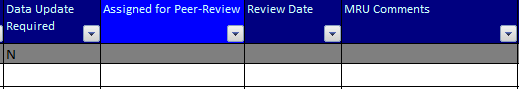 Data Update Required
Assigned for Peer-Review
Review Date
MRU Comments
N